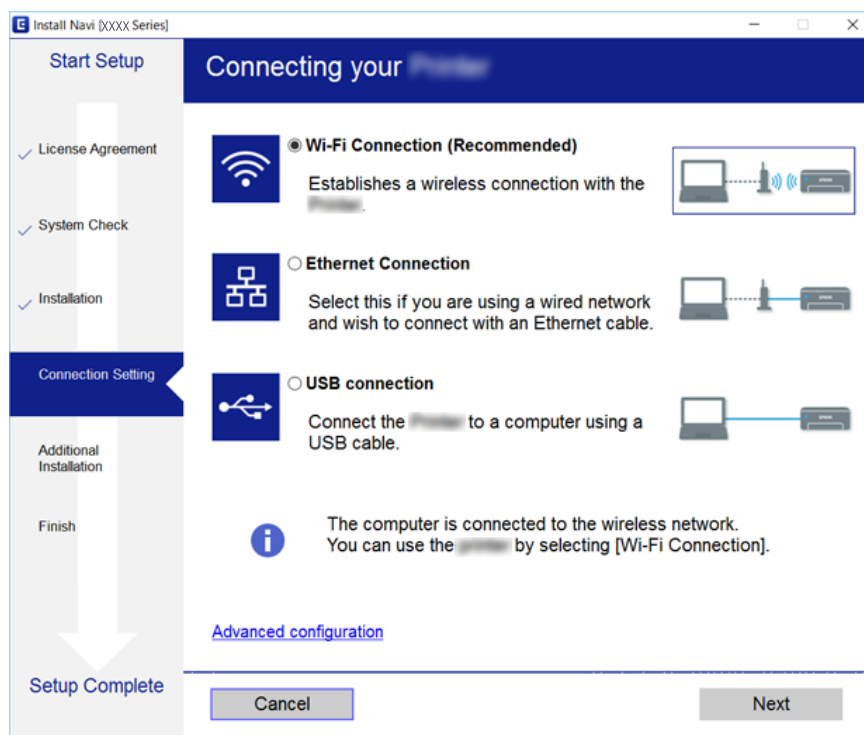 Install Navi [XXXX Series]
Start Setup
License Agreement
System Check
Installation
Connection Setting
Additional
Installation
Finish
Setup Complete
Connecting your
Wi-Fi Connection (Recommended)
Establishes a wireless connection with the
.
Ethernet Connection
Select this if you are using a wired network
and wish to connect with an Ethernet cable.
USB connection
Connect the to a computer using a
USB cable.
The computer is connected to the wireless network.
You can use the by selecting [Wi-Fi Connection].
Advanced configuration
Cancel
Next